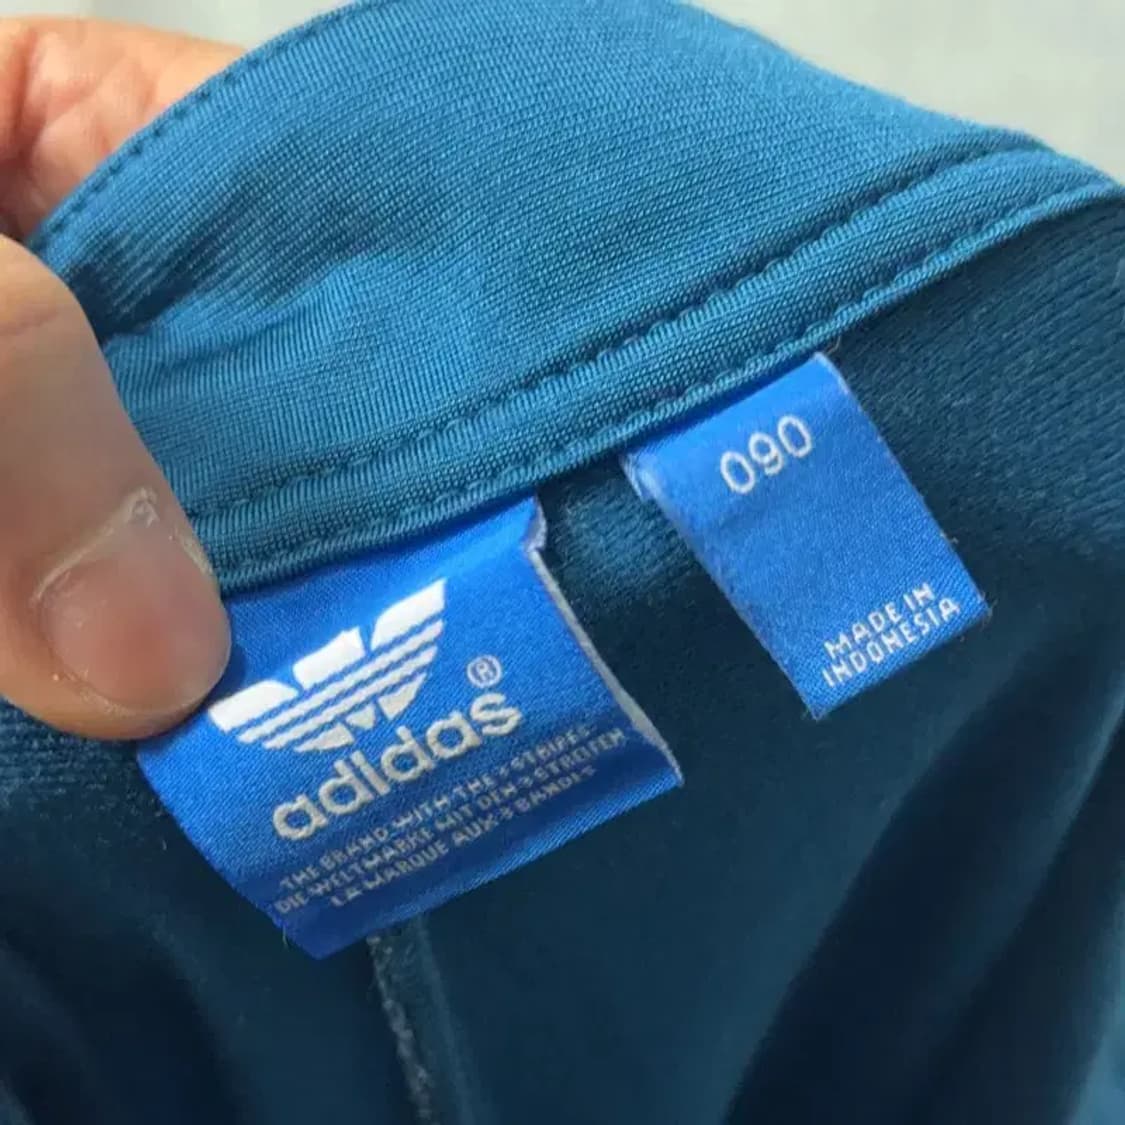 adidas®
THE BRAND WITH THE 3 STRIPES
DIE WELTMARKE MIT DEN 3 STREIFEN
LA MARQUE AUX 3 BANDES
090
MADE IN
INDONESIA